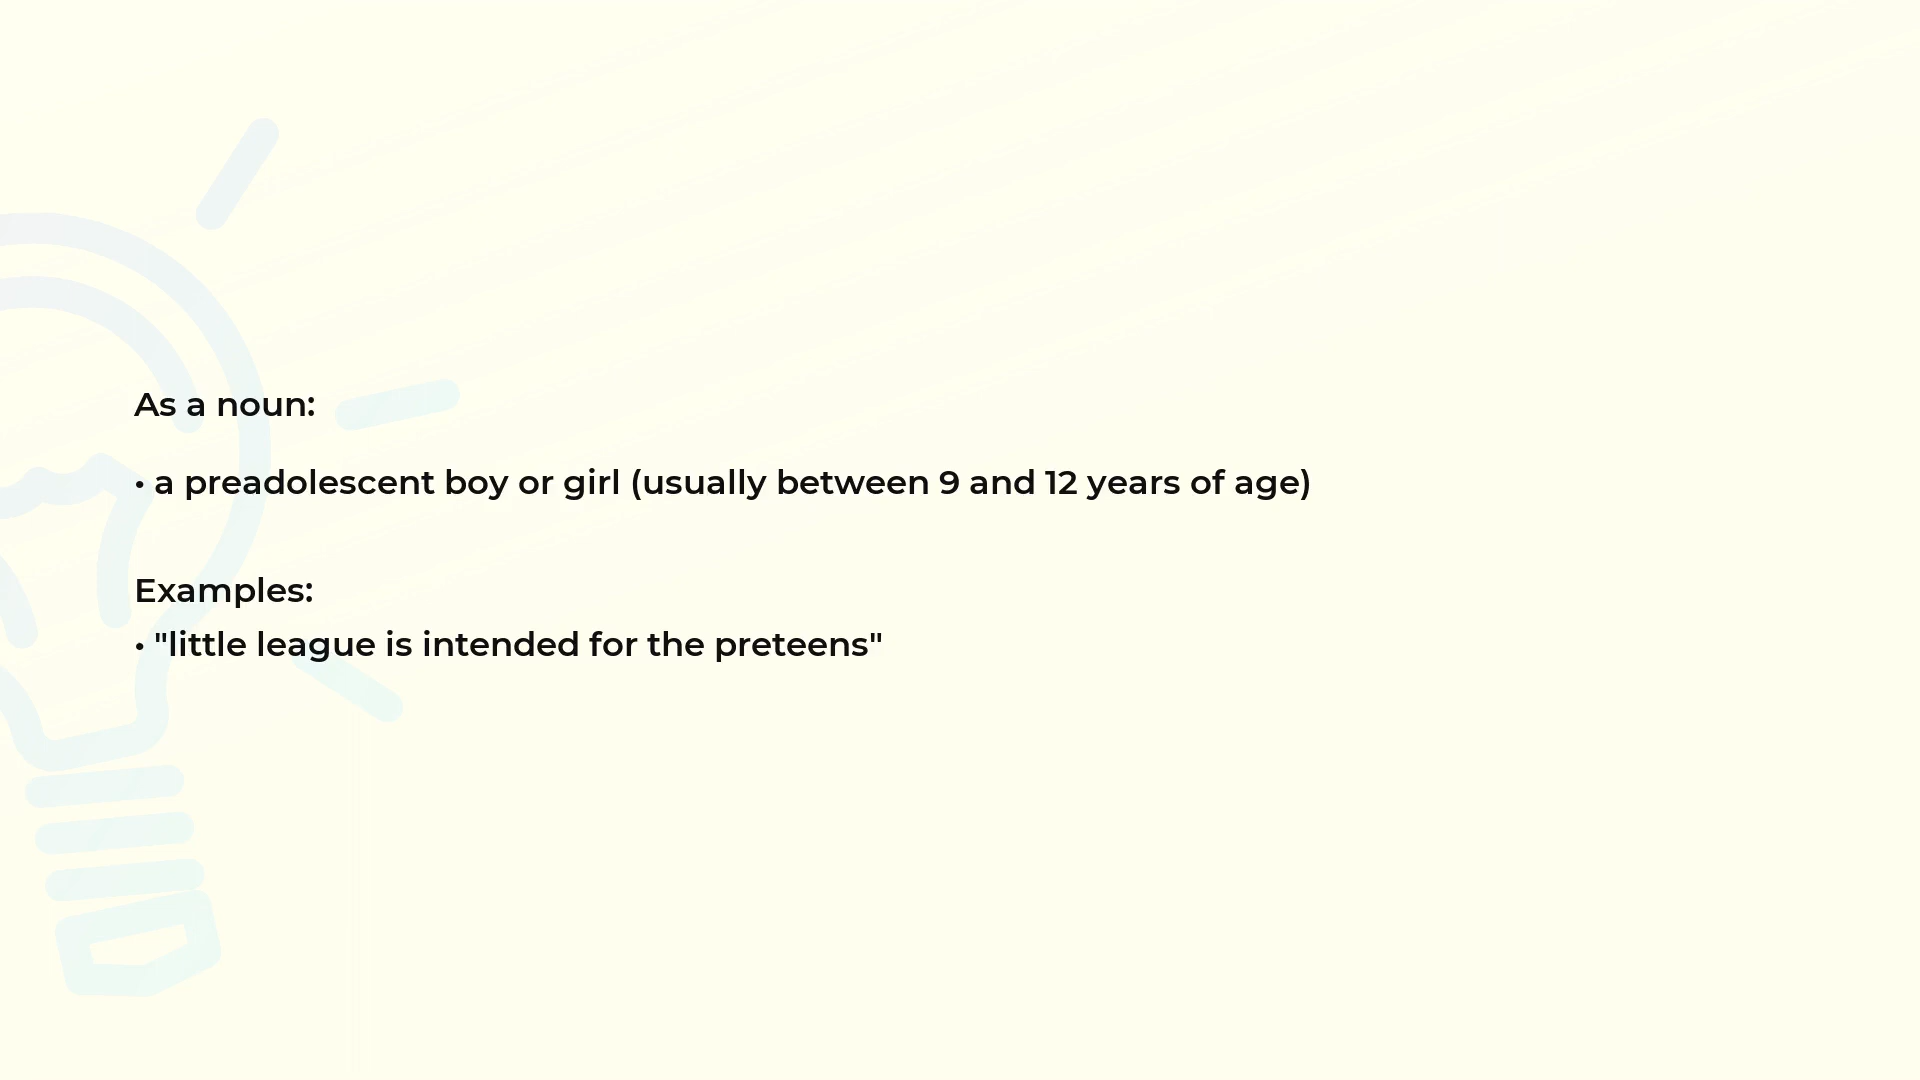 As a noun:
• a preadolescent boy or girl (usually between 9 and 12 years of age)
Examples:
• "little league is intended for the preteens"